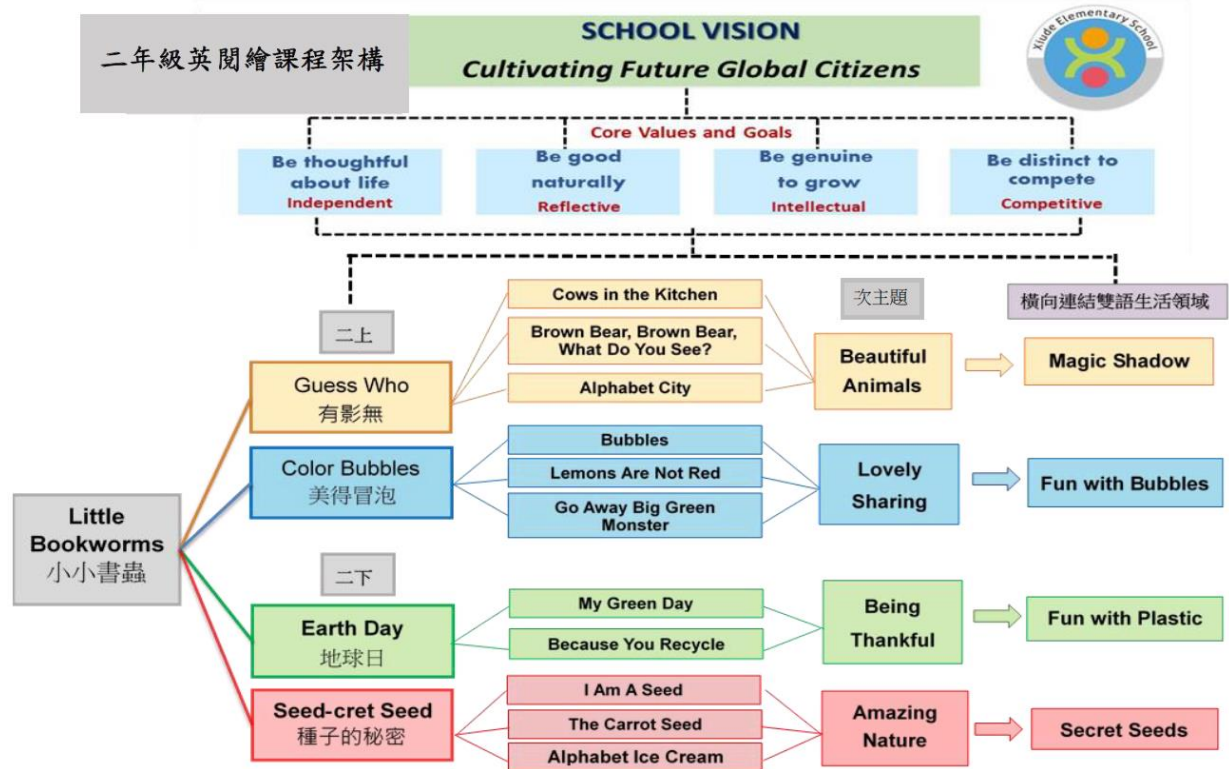 二年級英閱繪課程架構
SCHOOL VISION
Cultivating Future Global Citizens
Xiude Elementary School
Core Values and Goals
Be thoughtful
about life
Independent
Be good
naturally
Reflective
Be genuine
to grow
Intellectual
Be distinct to
compete
Competitive
二上
次主題
橫向連結雙語生活領域
Little
Bookworms
小小書蟲
Guess Who
有影無
Cows in the Kitchen
Brown Bear, Brown Bear,
What Do You See?
Alphabet City
Beautiful
Animals
Magic Shadow
Color Bubbles
美得冒泡
Bubbles
Lemons Are Not Red
Go Away Big Green
Monster
Lovely
Sharing
Fun with Bubbles
二下
Earth Day
地球日
My Green Day
Because You Recycle
Being
Thankful
Fun with Plastic
Seed-cret Seed
種子的秘密
I Am A Seed
The Carrot Seed
Alphabet Ice Cream
Amazing
Nature
Secret Seeds